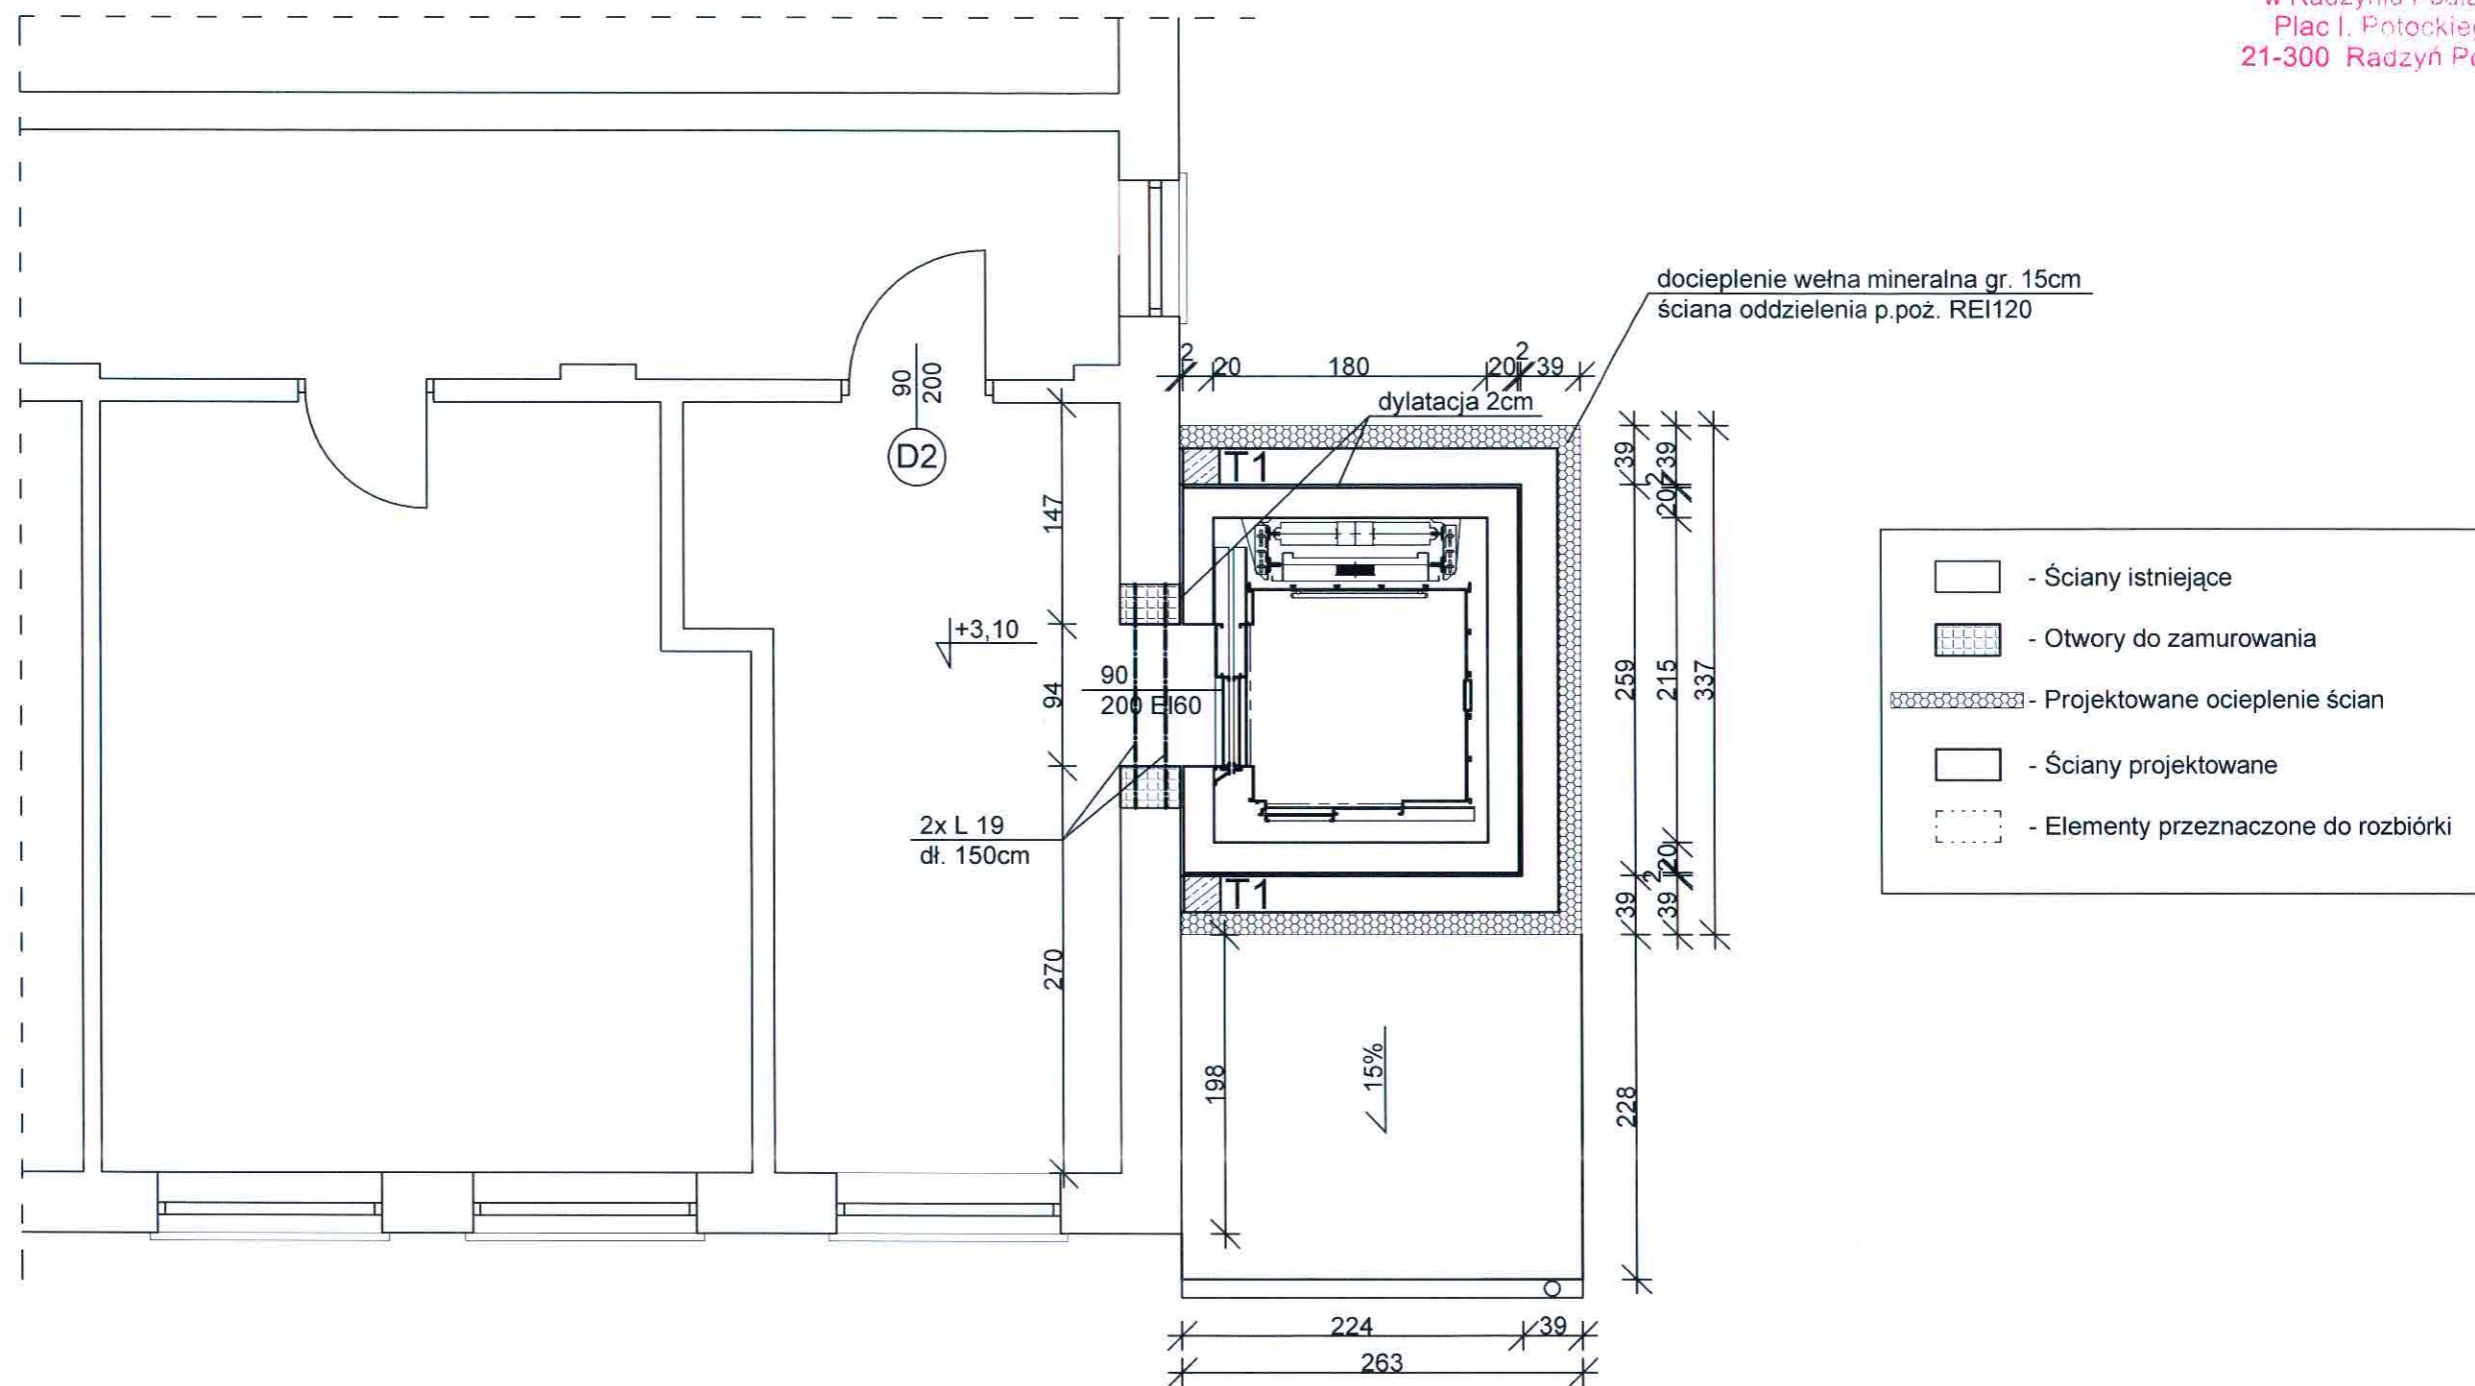 Plac I. Potockieg
21-300 Radzyń Po
docieplenie wełna mineralna gr. 15cm
ściana oddzielenia p.poż. REI120
2
20
180
20
2
39
dylatacja 2cm
90
200
D2
T1
39
2
20
39
147
+3,10
94
90
200 EI60
259
215
337
2x L 19
dł. 150cm
T1
20
2
2
39
39
270
198
15%
228
224
39
263
- Ściany istniejące
- Otwory do zamurowania
- Projektowane ocieplenie ścian
- Ściany projektowane
- Elementy przeznaczone do rozbiórki